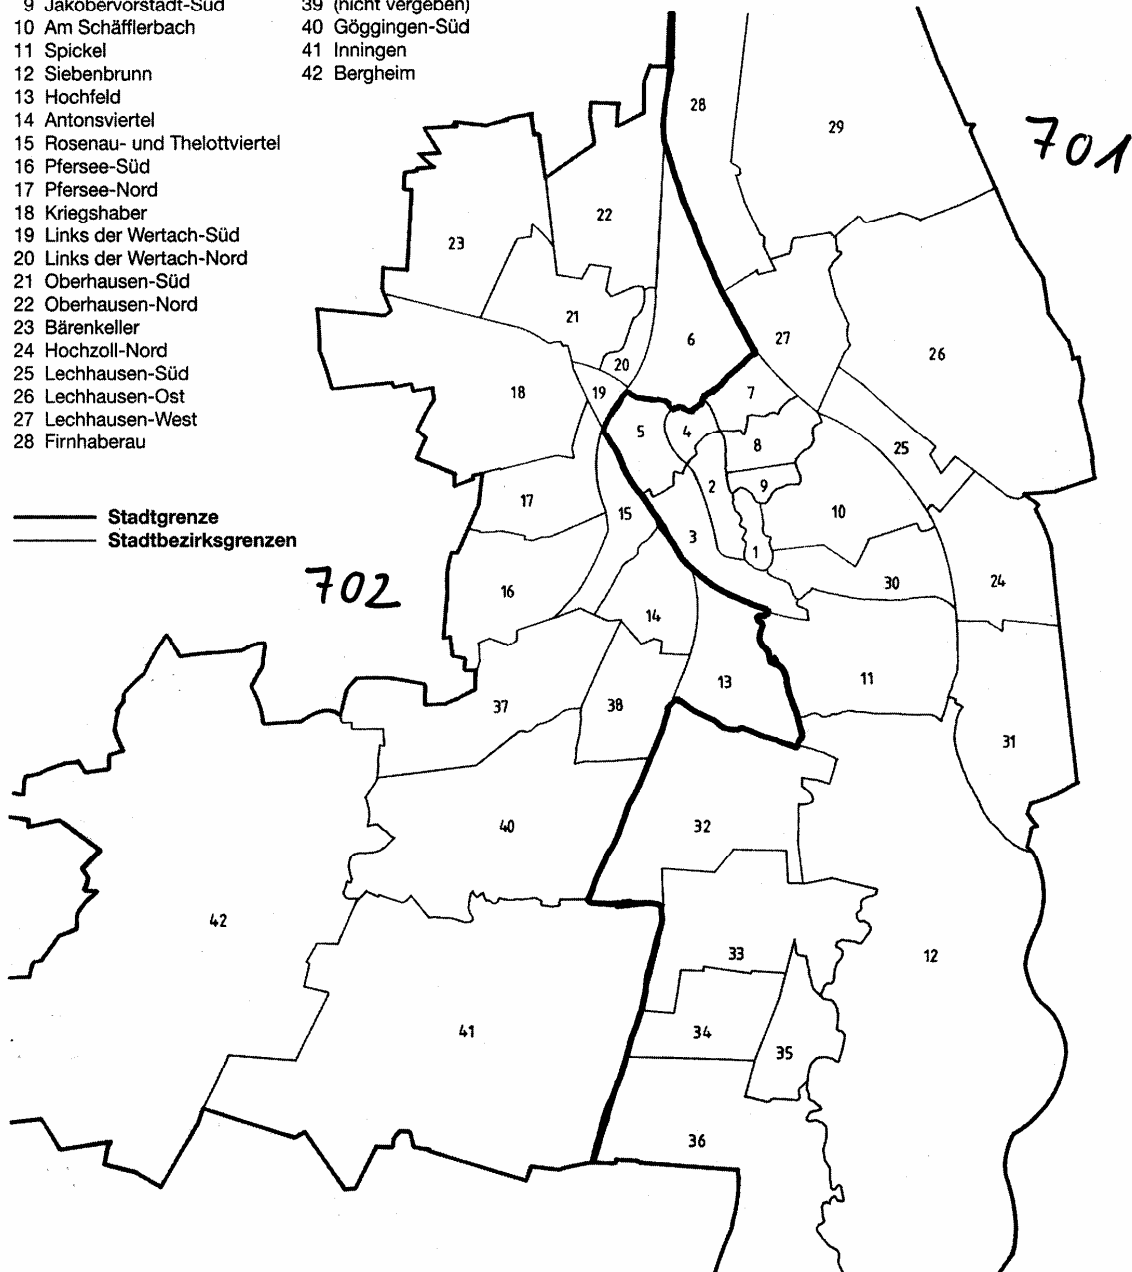 9 Jakobervorstadt-Süd
10 Am Schäfflerbach
11 Spickel
12 Siebenbrunn
13 Hochfeld
14 Antonsviertel
15 Rosenau- und Thelottviertel
16 Pfersee-Süd
17 Pfersee-Nord
18 Kriegshaber
19 Links der Wertach-Süd
20 Links der Wertach-Nord
21 Oberhausen-Süd
22 Oberhausen-Nord
23 Bärenkeller
24 Hochzoll-Nord
25 Lechhausen-Süd
26 Lechhausen-Ost
27 Lechhausen-West
28 Firnhaberau
39 (nicht vergeben)
40 Göggingen-Süd
41 Inningen
42 Bergheim
Stadtgrenze
Stadtbezirksgrenzen
701
702
28
29
22
23
21
6
27
26
20
18
19
7
5
4
8
25
2
9
17
15
10
3
1
16
30
24
14
11
13
37
38
31
40
32
42
33
12
41
34
35
36